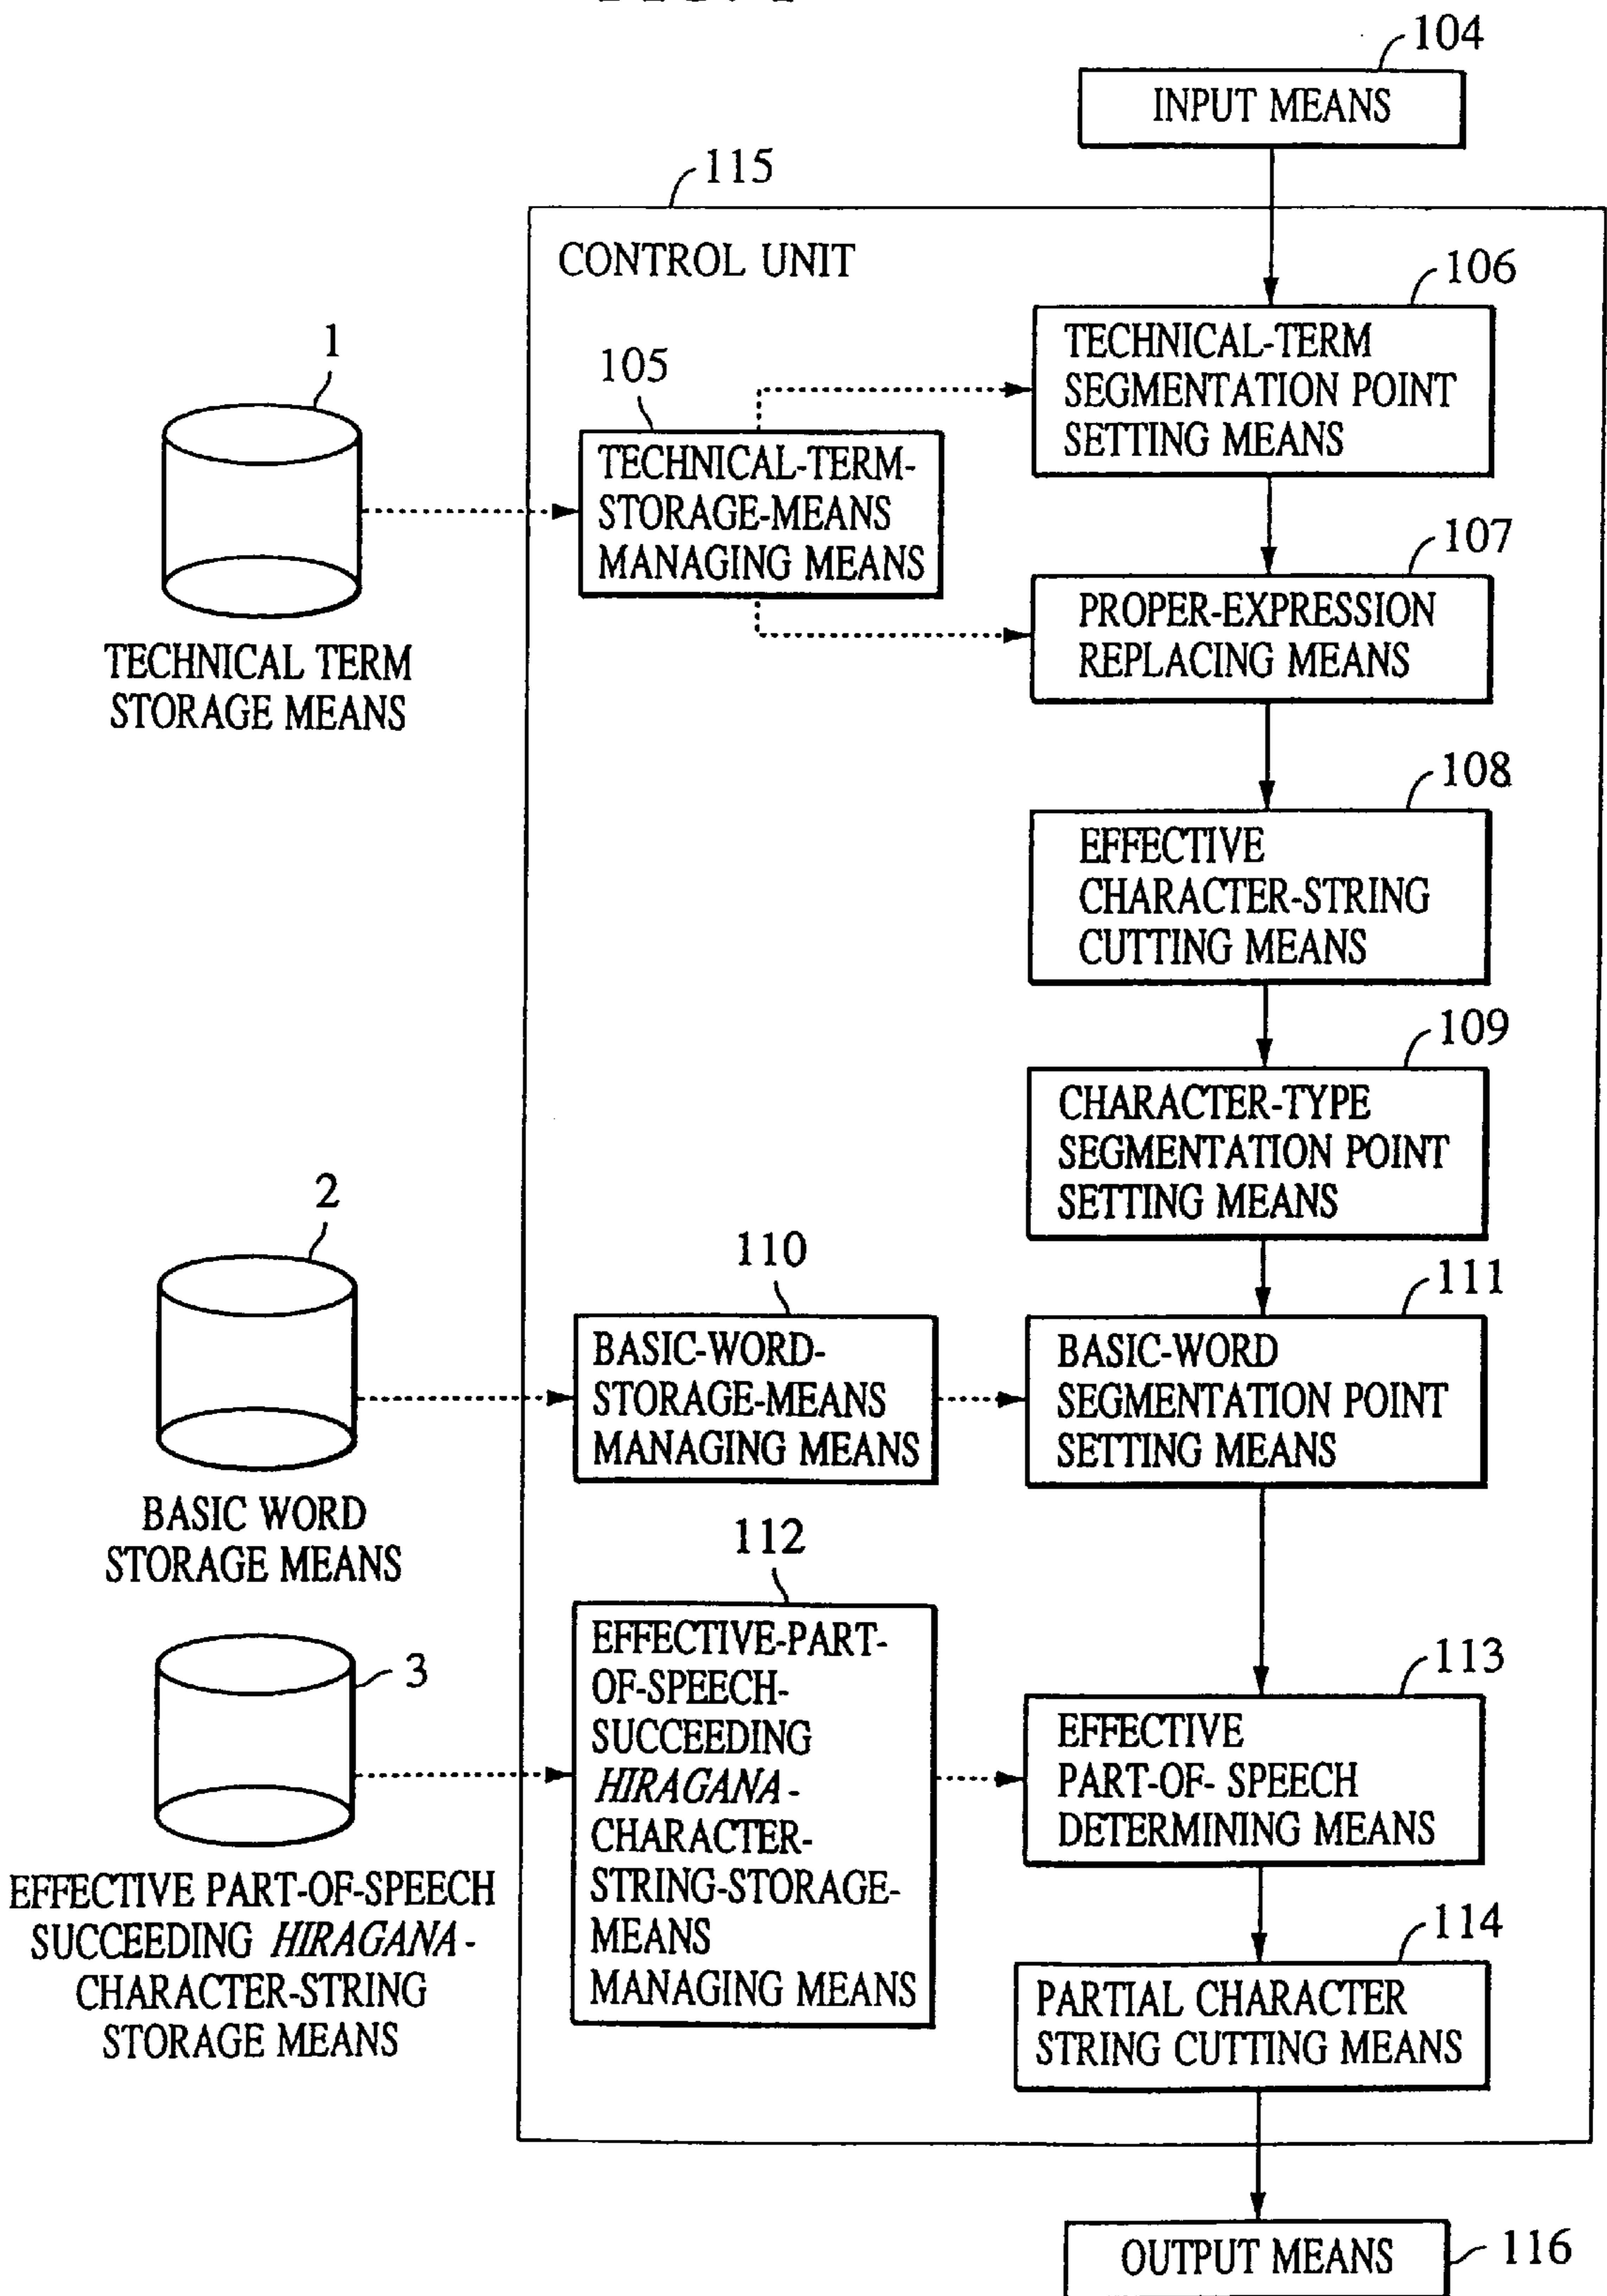 104
INPUT MEANS
115
CONTROL UNIT
106
TECHNICAL-TERM
SEGMENTATION POINT
SETTING MEANS
1
TECHNICAL TERM
STORAGE MEANS
105
TECHNICAL-TERM-
STORAGE-MEANS
MANAGING MEANS
107
PROPER-EXPRESSION
REPLACING MEANS
108
EFFECTIVE
CHARACTER-STRING
CUTTING MEANS
109
CHARACTER-TYPE
SEGMENTATION POINT
SETTING MEANS
2
BASIC WORD
STORAGE MEANS
110
BASIC-WORD-
STORAGE-MEANS
MANAGING MEANS
111
BASIC-WORD
SEGMENTATION POINT
SETTING MEANS
3
EFFECTIVE PART-OF-SPEECH
SUCCEEDING HIRAGANA-
CHARACTER-STRING
STORAGE MEANS
112
EFFECTIVE-PART-
OF-SPEECH-
SUCCEEDING
HIRAGANA-
CHARACTER-
STRING-STORAGE-
MEANS
MANAGING MEANS
113
EFFECTIVE
PART-OF- SPEECH
DETERMINING MEANS
114
PARTIAL CHARACTER
STRING CUTTING MEANS
OUTPUT MEANS
116